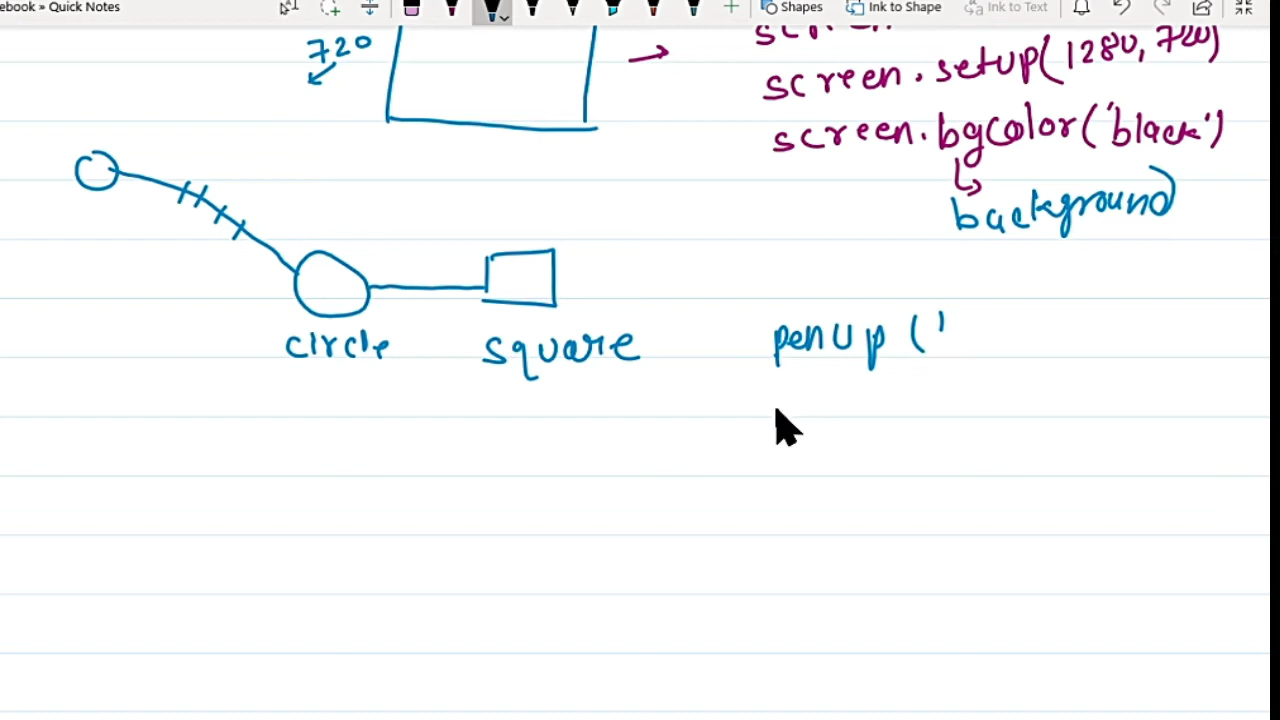 ebook » Quick Notes
Shapes
Ink to Shape
Ink to Text
720
screen.setup(1280, 720)
screen.bgcolor('black')
background
circle
square
penup ('